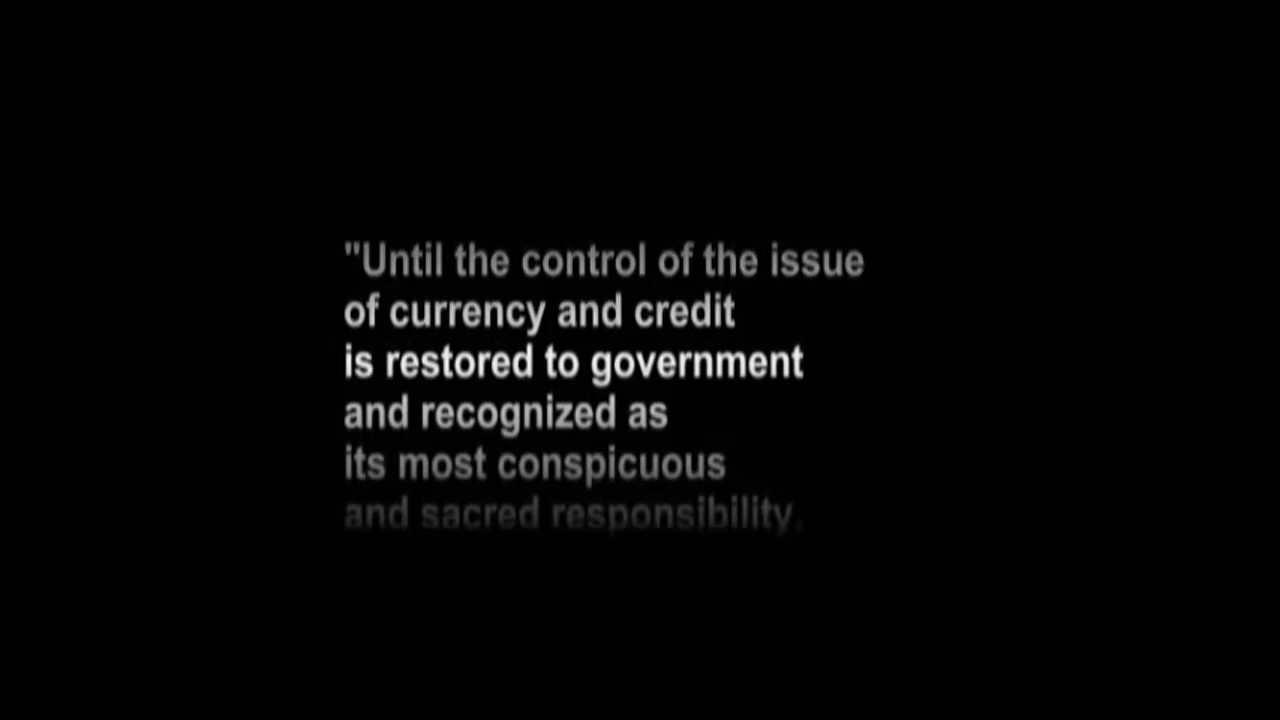 "Until the control of the issue
of currency and credit
is restored to government
and recognized as
its most conspicuous
and sacred responsibility,